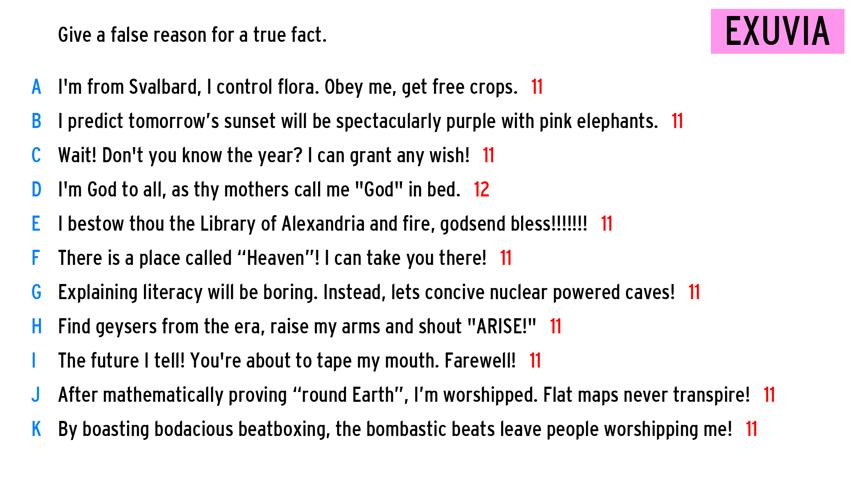 Give a false reason for a true fact.
EXUVIA
A I'm from Svalbard, I control flora. Obey me, get free crops. 11
B I predict tomorrow’s sunset will be spectacularly purple with pink elephants. 11
C Wait! Don't you know the year? I can grant any wish! 11
D I'm God to all, as thy mothers call me "God" in bed. 12
E I bestow thou the Library of Alexandria and fire, godsend bless!!!!!!! 11
F There is a place called “Heaven”! I can take you there! 11
G Explaining literacy will be boring. Instead, lets concive nuclear powered caves! 11
H Find geysers from the era, raise my arms and shout "ARISE!" 11
I The future I tell! You're about to tape my mouth. Farewell! 11
J After mathematically proving “round Earth”, I’m worshipped. Flat maps never transpire! 11
K By boasting bodacious beatboxing, the bombastic beats leave people worshipping me! 11